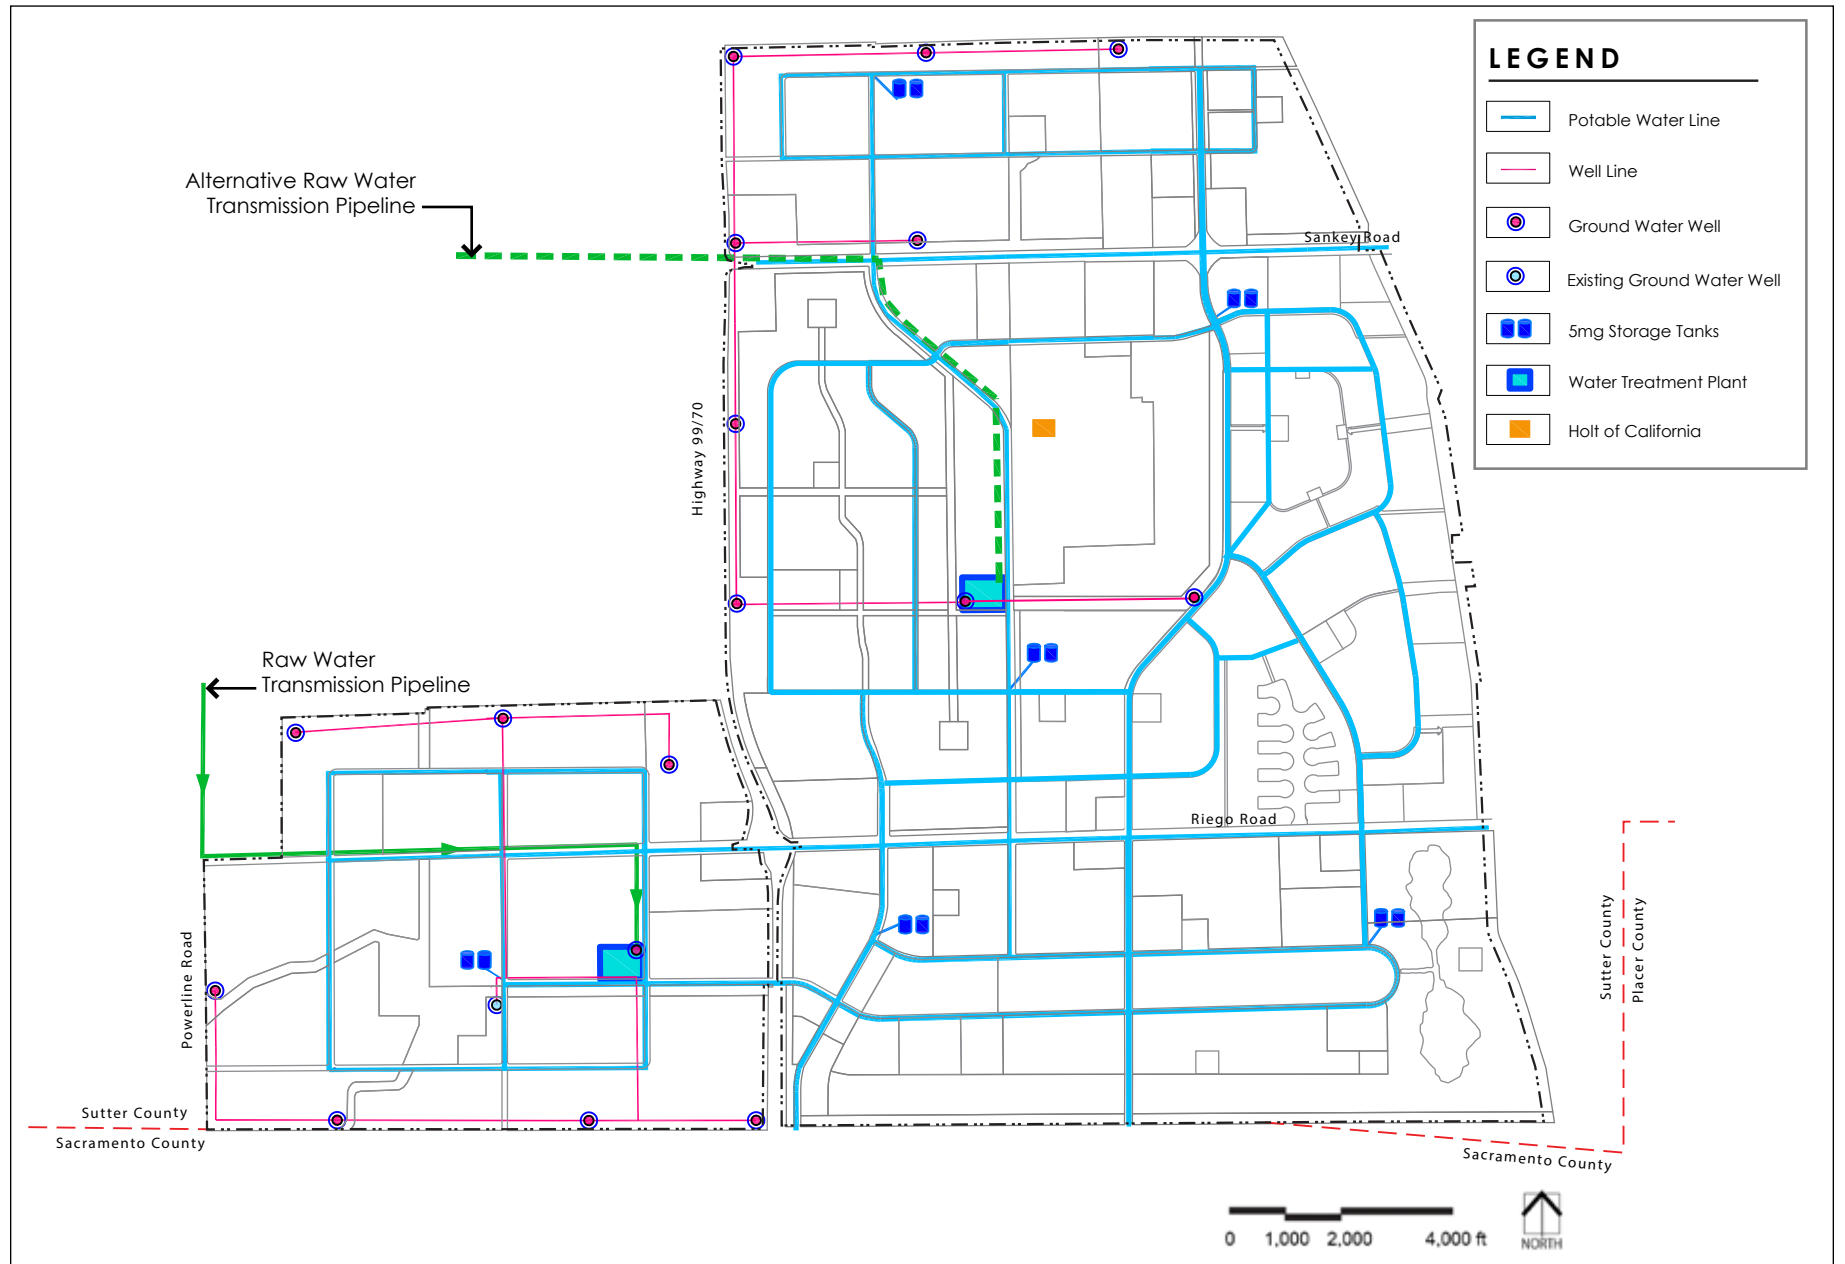 LEGEND
Potable Water Line
Well Line
Ground Water Well
Existing Ground Water Well
5mg Storage Tanks
Water Treatment Plant
Holt of California
Alternative Raw Water
Transmission Pipeline
Sankey Road
Highway 99/70
Raw Water
Transmission Pipeline
Riego Road
Powerline Road
Sutter County
Placer County
Sutter County
Sacramento County
Sacramento County
0 1,000 2,000 4,000 ft
NORTH